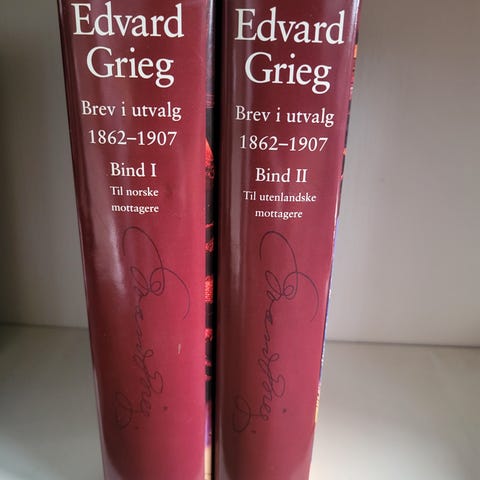 Edvard
Grieg
Brev i utvalg
1862–1907
Bind I
Til norske
mottagere
Edvard
Grieg
Brev i utvalg
1862–1907
Bind II
Til utenlandske
mottagere